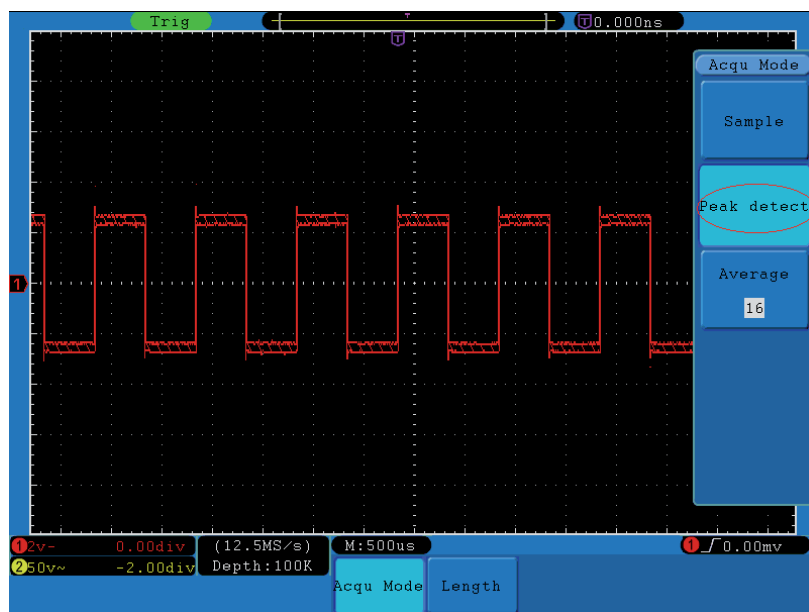 Trig
T
T 0.000ns
T
Acqu Mode
Sample
Peak detect
Average
16
1
1 2v- 0.00div
(12.5MS/s)
M:500us
1 0.00mv
2 50v~ -2.00div
Depth:100K
Acqu Mode
Length